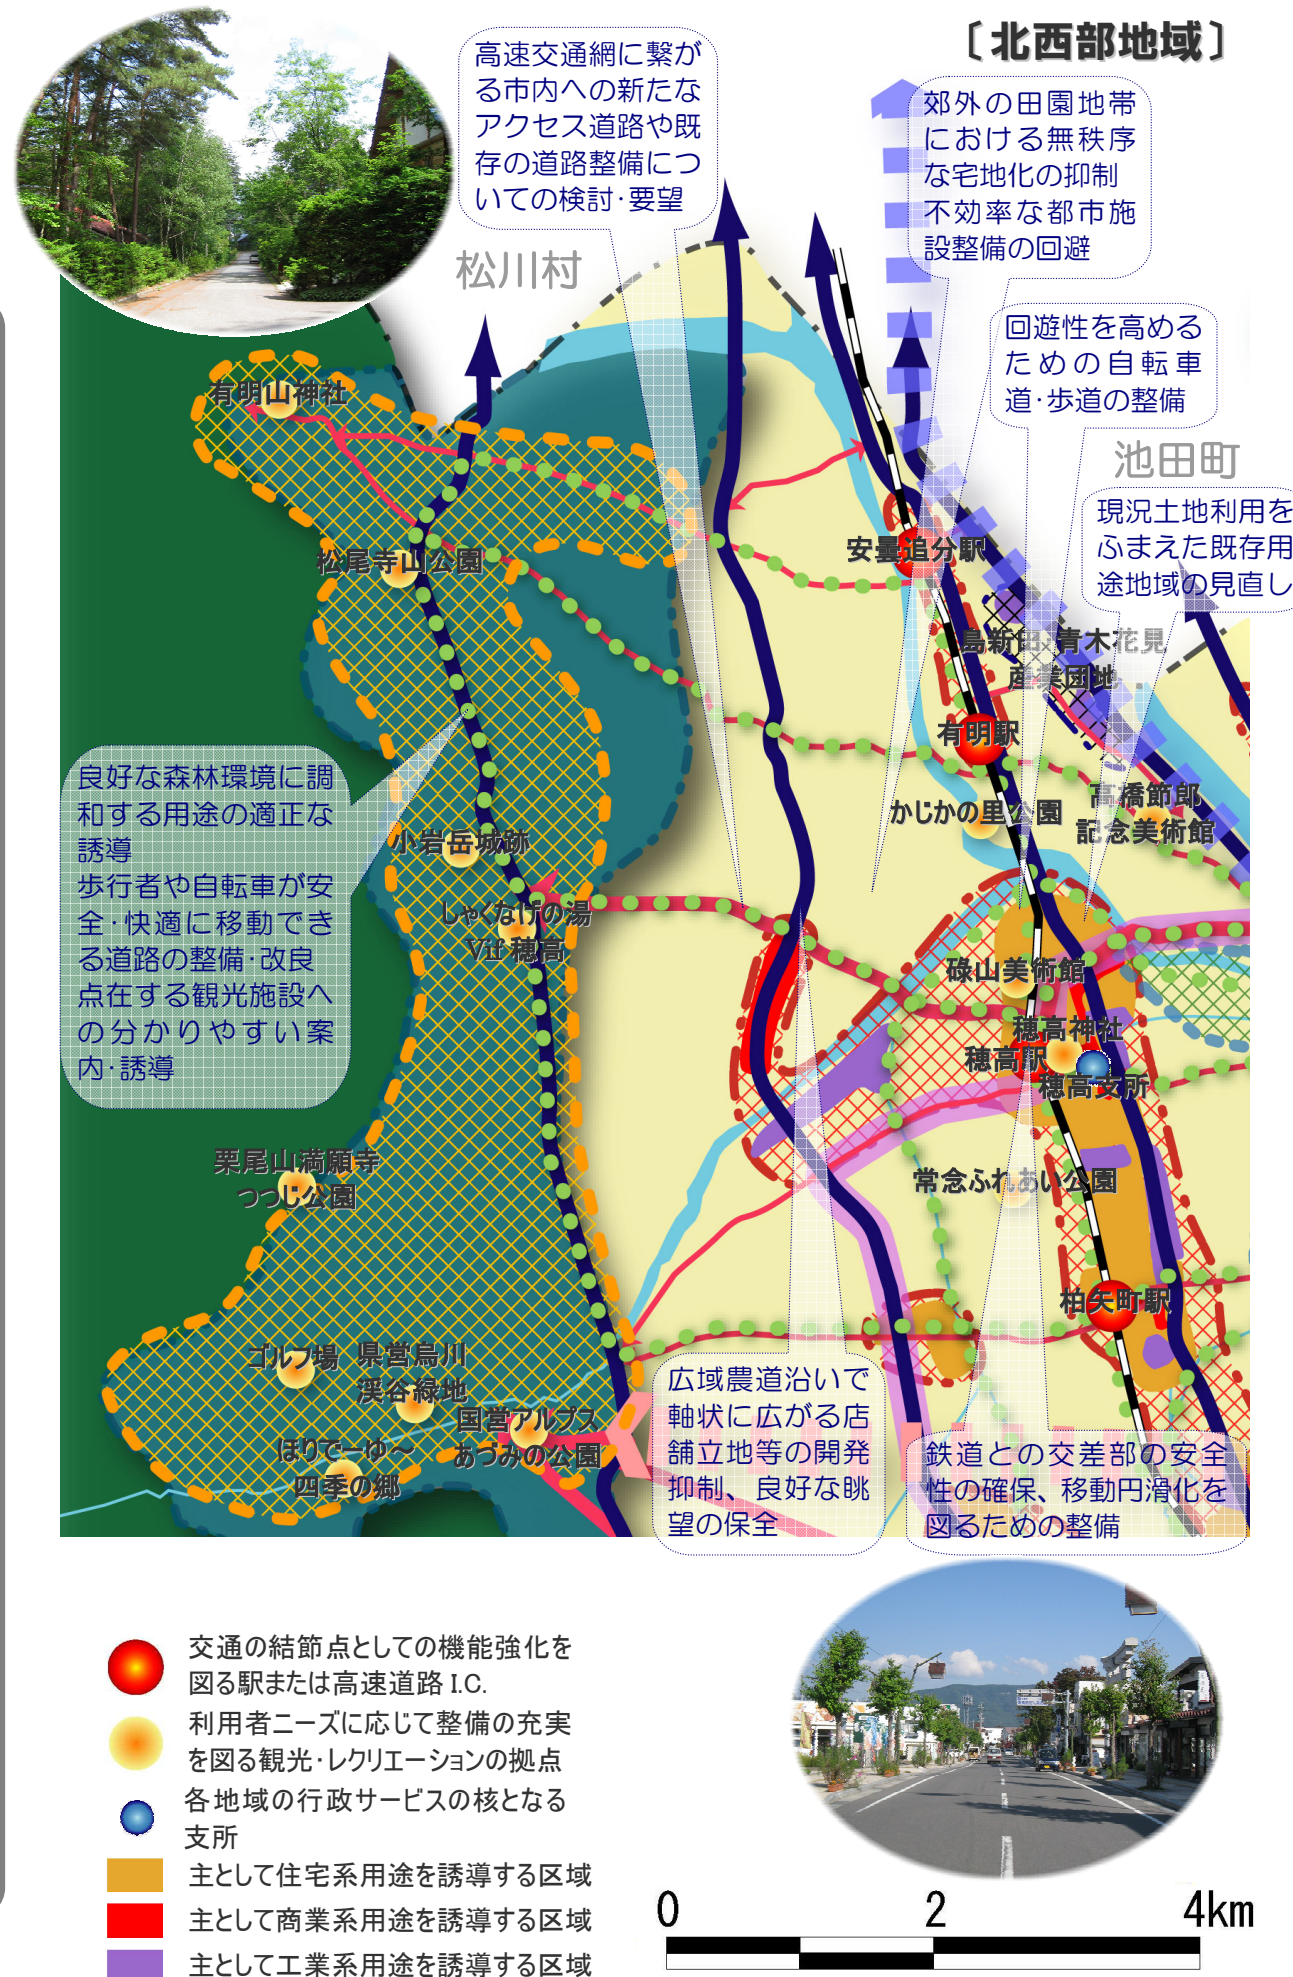 〔北西部地域〕
高速交通網に繋が
る市内への新たな
アクセス道路や既
存の道路整備につ
いての検討･要望
郊外の田園地帯
における無秩序
な宅地化の抑制
不効率な都市施
設整備の回避
松川村
回遊性を高める
ための自転車
道･歩道の整備
池田町
現況土地利用を
ふまえた既存用
途地域の見直し
有明山神社
松尾寺山公園
安曇追分駅
島新田､青木花見
産業団地
有明駅
良好な森林環境に調
和する用途の適正な
誘導
歩行者や自転車が安
全･快適に移動でき
る道路の整備･改良
点在する観光施設へ
の分かりやすい案
内･誘導
かじかの里公園
高橋節郎
記念美術館
小岩岳城跡
しゃくなげの湯
Vif 穂高
碌山美術館
穂高神社
穂高駅
穂高支所
栗尾山満願寺
つつじ公園
常念ふれあい公園
柏矢町駅
ゴルフ場
県営烏川
渓谷緑地
国営アルプス
あづみの公園
ほりでーゆ～
四季の郷
広域農道沿いで
軸状に広がる店
舗立地等の開発
抑制、良好な眺
望の保全
鉄道との交差部の安全
性の確保、移動円滑化を
図るための整備
交通の結節点としての機能強化を
図る駅または高速道路 I.C.
利用者ニーズに応じて整備の充実
を図る観光･レクリエーションの拠点
各地域の行政サービスの核となる
支所
主として住宅系用途を誘導する区域
主として商業系用途を誘導する区域
主として工業系用途を誘導する区域
0 2 4km